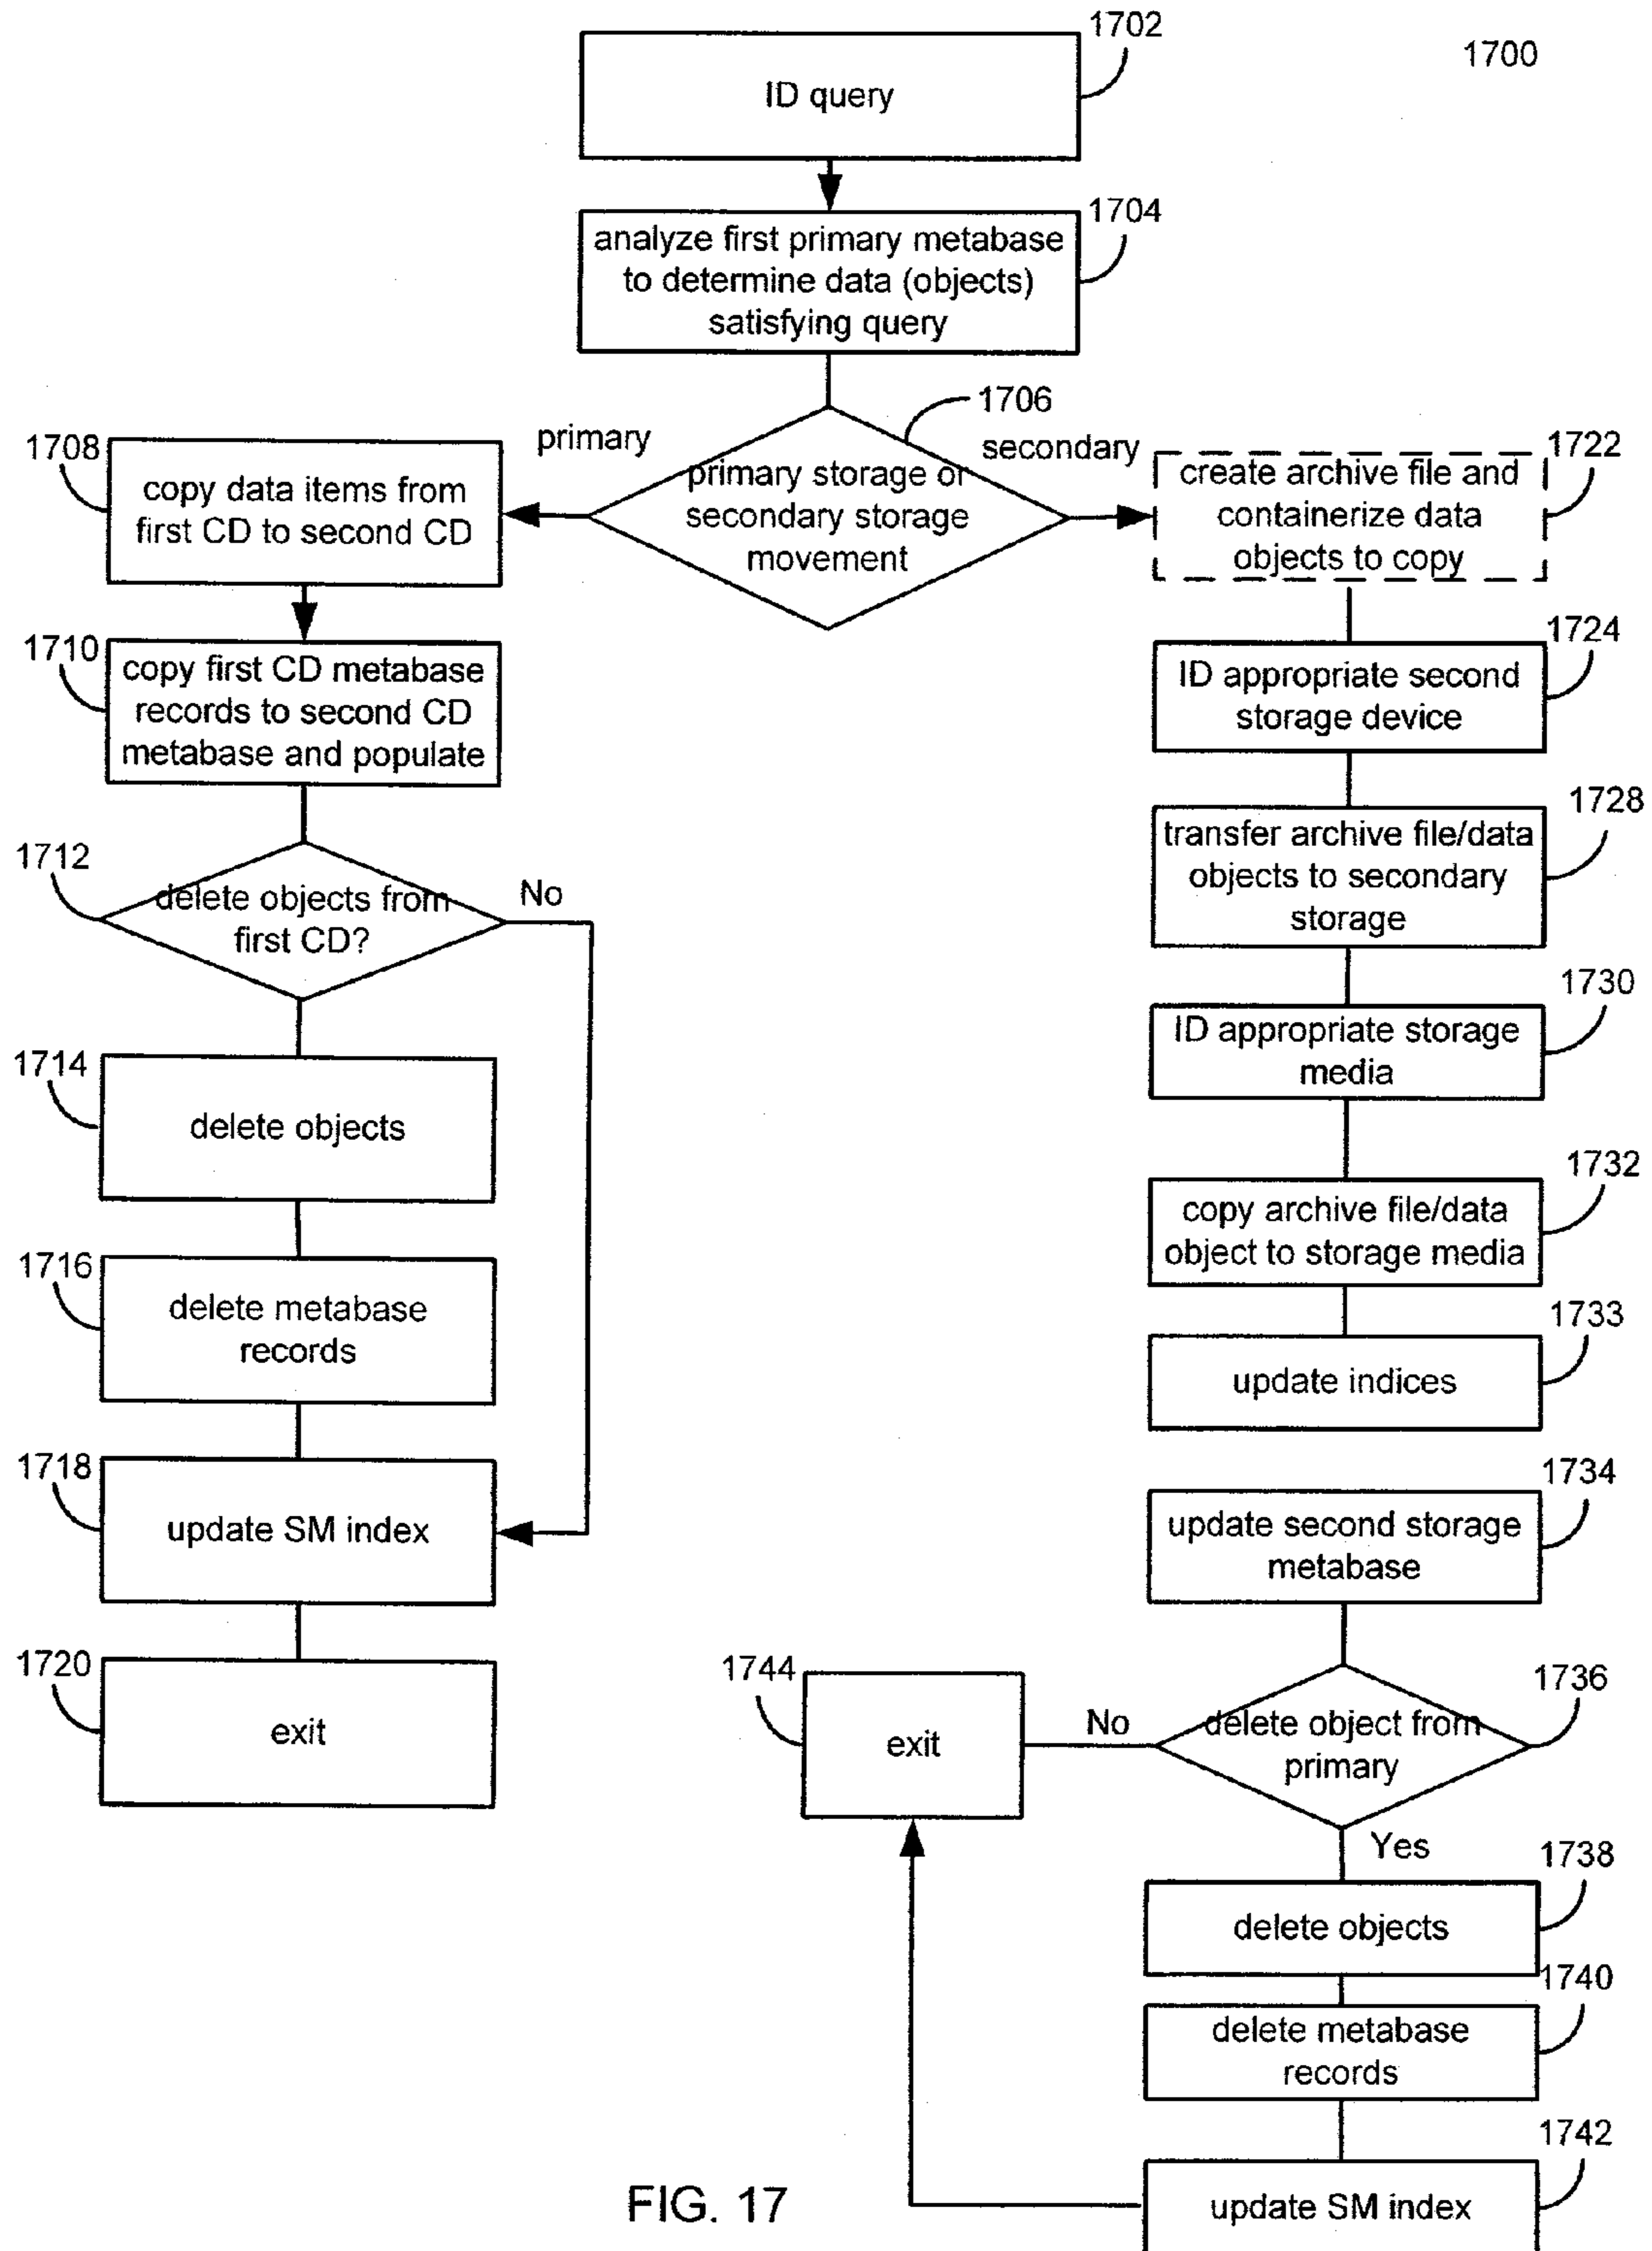 1702
1700
ID query
1704
analyze first primary metabase
to determine data (objects)
satisfying query
1706
primary
secondary
primary storage or
secondary storage
movement
1708
copy data items from
first CD to second CD
1710
copy first CD metabase
records to second CD
metabase and populate
1712
delete objects from
first CD?
No
1714
delete objects
1716
delete metabase
records
1718
update SM index
1720
exit
1722
create archive file and
containerize data
objects to copy
1724
ID appropriate second
storage device
1728
transfer archive file/data
objects to secondary
storage
1730
ID appropriate storage
media
1732
copy archive file/data
object to storage media
1733
update indices
1734
update second storage
metabase
1736
delete object from
primary
No
1744
exit
Yes
1738
delete objects
1740
delete metabase
records
1742
update SM index
FIG. 17